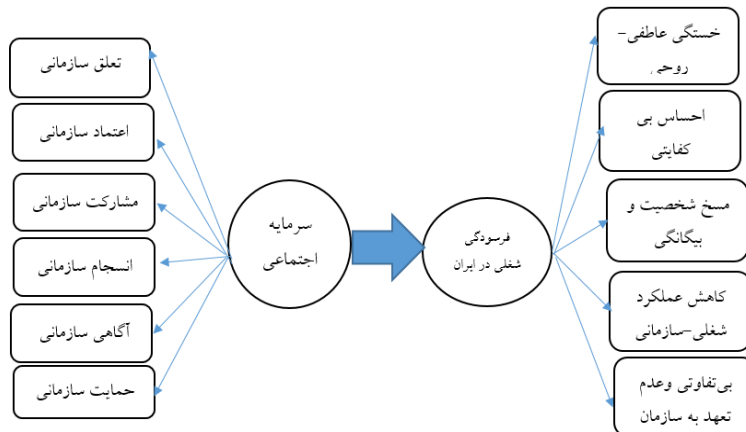 خستگی عاطفی-
روحی
احساس بی
کفایتی
مسخ شخصیت و
بیگانگی
کاهش عملکرد
شغلی-سازمانی
بی‌تفاوتی وعدم
تعهد به سازمان
فرسودگی
شغلی در ایران
سرمایه
اجتماعی
تعلق سازمانی
اعتماد سازمانی
مشارکت سازمانی
انسجام سازمانی
آگاهی سازمانی
حمایت سازمانی